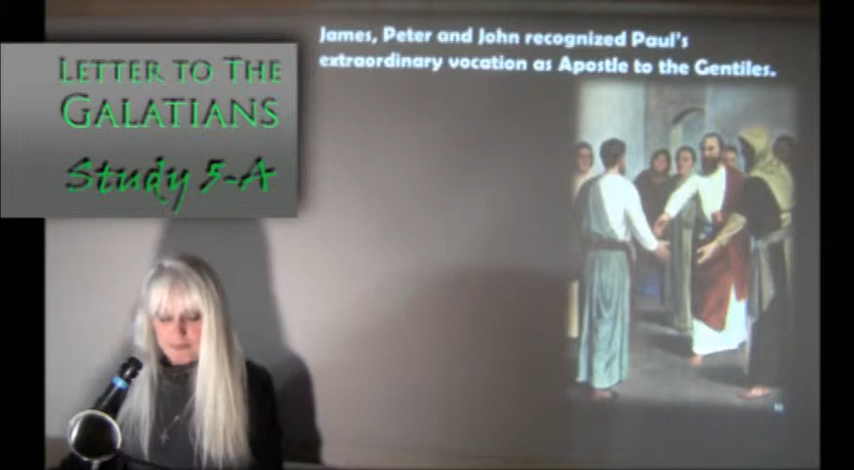 LETTER TO THE
GALATIANS
Study 5-A
James, Peter and John recognized Paul's
extraordinary vocation as Apostle to the Gentiles.